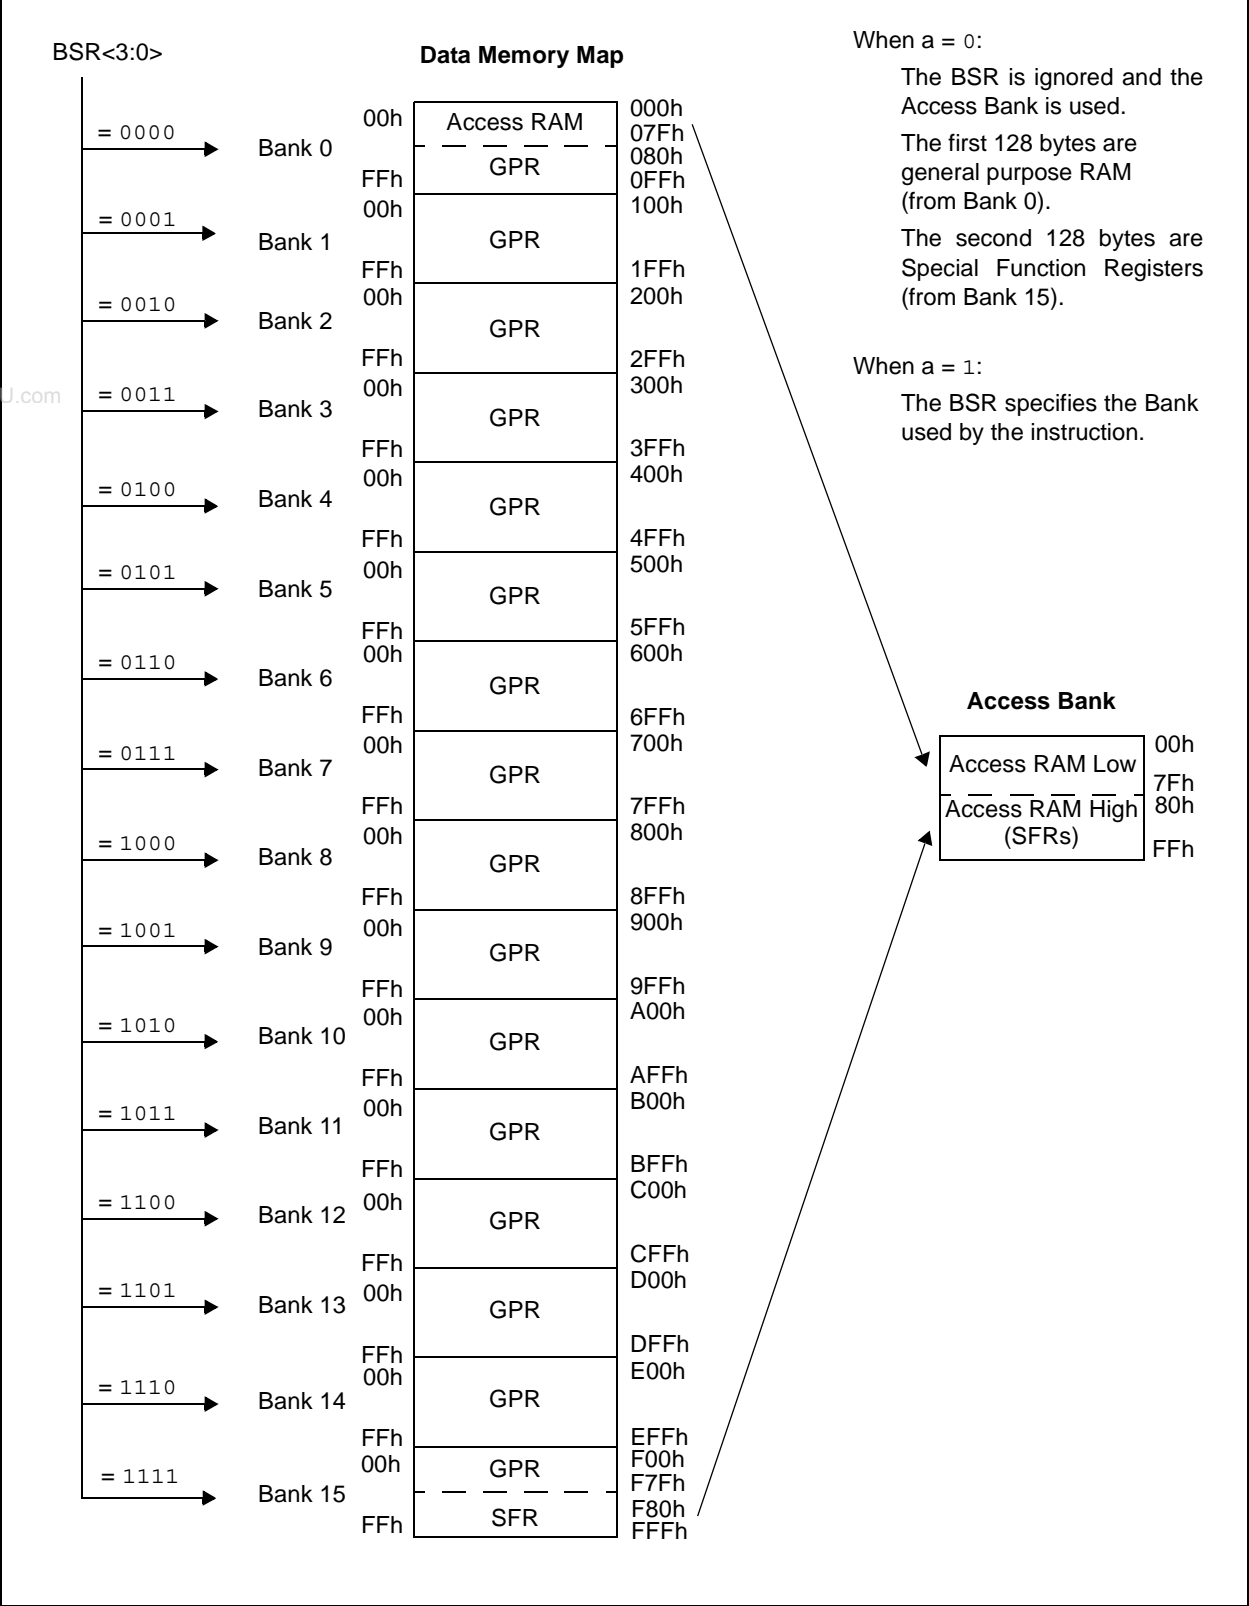 BSR<3:0>
Data Memory Map
When a = 0:
The BSR is ignored and the
Access Bank is used.
The first 128 bytes are
general purpose RAM
(from Bank 0).
The second 128 bytes are
Special Function Registers
(from Bank 15).
When a = 1:
The BSR specifies the Bank
used by the instruction.
= 0000
Bank 0
00h
FFh
Access RAM
GPR
000h
07Fh
080h
0FFh
= 0001
Bank 1
00h
FFh
GPR
100h
1FFh
= 0010
Bank 2
00h
FFh
GPR
200h
2FFh
U.com
= 0011
Bank 3
00h
FFh
GPR
300h
3FFh
= 0100
Bank 4
00h
FFh
GPR
400h
4FFh
= 0101
Bank 5
00h
FFh
GPR
500h
5FFh
= 0110
Bank 6
00h
FFh
GPR
600h
6FFh
= 0111
Bank 7
00h
FFh
GPR
700h
7FFh
= 1000
Bank 8
00h
FFh
GPR
800h
8FFh
= 1001
Bank 9
00h
FFh
GPR
900h
9FFh
= 1010
Bank 10
00h
FFh
GPR
A00h
AFFh
= 1011
Bank 11
00h
FFh
GPR
B00h
BFFh
= 1100
Bank 12
00h
FFh
GPR
C00h
CFFh
= 1101
Bank 13
00h
FFh
GPR
D00h
DFFh
= 1110
Bank 14
00h
FFh
GPR
E00h
EFFh
= 1111
Bank 15
00h
FFh
GPR
SFR
F00h
F7Fh
F80h
FFFh
Access Bank
Access RAM Low
Access RAM High
(SFRs)
00h
7Fh
80h
FFh